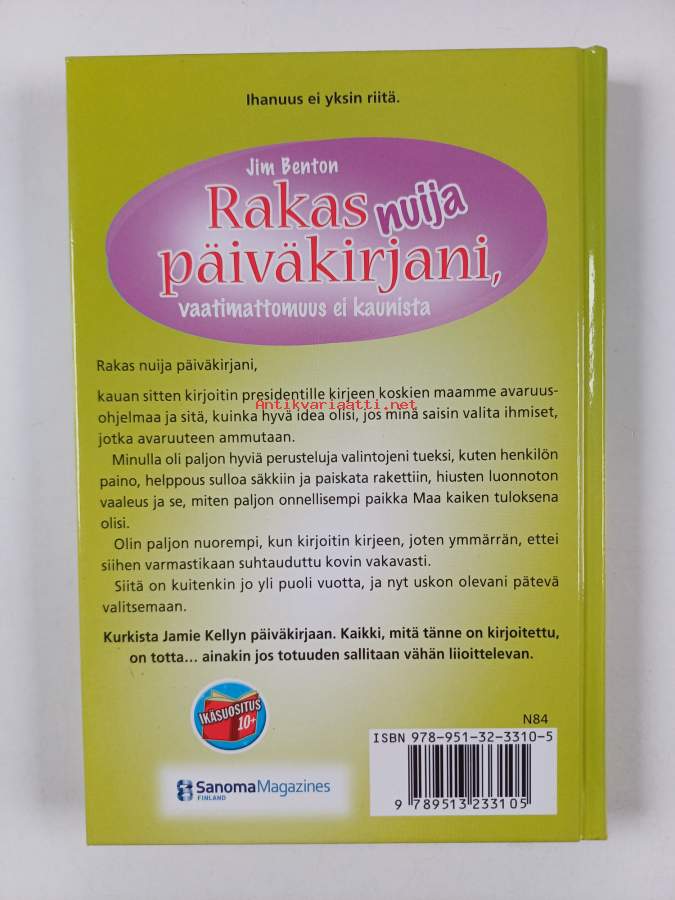 Ihanuus ei yksin riitä.
Jim Benton
Rakas nuija
päiväkirjani,
vaatimattomuus ei kaunista
Rakas nuija päiväkirjani,
kauan sitten kirjoitin presidentille kirjeen koskien maamme avaruus-
Antikvariaatti.net
ohjelmaa ja sitä, kuinka hyvä idea olisi, jos minä saisin valita ihmiset,
jotka avaruuteen ammutaan.
Minulla oli paljon hyviä perusteluja valintojeni tueksi, kuten henkilön
paino, helppous sulloa säkkiin ja paiskata rakettiin, hiusten luonnoton
vaaleus ja se, miten paljon onnellisempi paikka Maa kaiken tuloksena
olisi.
Olin paljon nuorempi, kun kirjoitin kirjeen, joten ymmärrän, ettei
siihen varmastikaan suhtauduttu kovin vakavasti.
Siitä on kuitenkin jo yli puoli vuotta, ja nyt uskon olevani pätevä
valitsemaan.
Kurkista Jamie Kellyn päiväkirjaan. Kaikki, mitä tänne on kirjoitettu,
on totta... ainakin jos totuuden sallitaan vähän liioittelevan.
IKÄSUOSITUS
10+
N84
ISBN 978-951-32-3310-5
9 789513 233105
SanomaMagazines
FINLAND